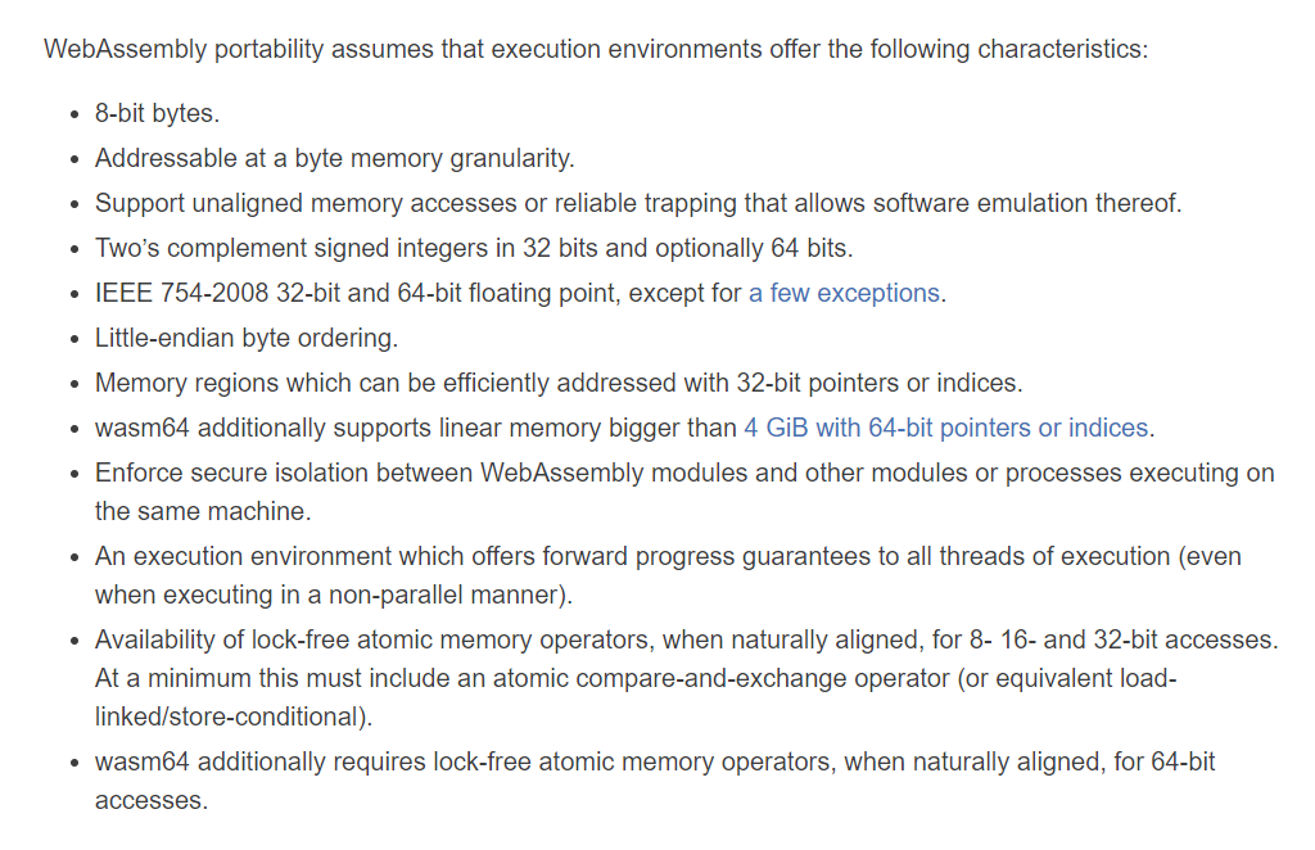 WebAssembly portability assumes that execution environments offer the following characteristics:
• 8-bit bytes.
• Addressable at a byte memory granularity.
• Support unaligned memory accesses or reliable trapping that allows software emulation thereof.
• Two’s complement signed integers in 32 bits and optionally 64 bits.
• IEEE 754-2008 32-bit and 64-bit floating point, except for a few exceptions.
• Little-endian byte ordering.
• Memory regions which can be efficiently addressed with 32-bit pointers or indices.
• wasm64 additionally supports linear memory bigger than 4 GiB with 64-bit pointers or indices.
• Enforce secure isolation between WebAssembly modules and other modules or processes executing on
the same machine.
• An execution environment which offers forward progress guarantees to all threads of execution (even
when executing in a non-parallel manner).
• Availability of lock-free atomic memory operators, when naturally aligned, for 8- 16- and 32-bit accesses.
At a minimum this must include an atomic compare-and-exchange operator (or equivalent load-
linked/store-conditional).
• wasm64 additionally requires lock-free atomic memory operators, when naturally aligned, for 64-bit
accesses.